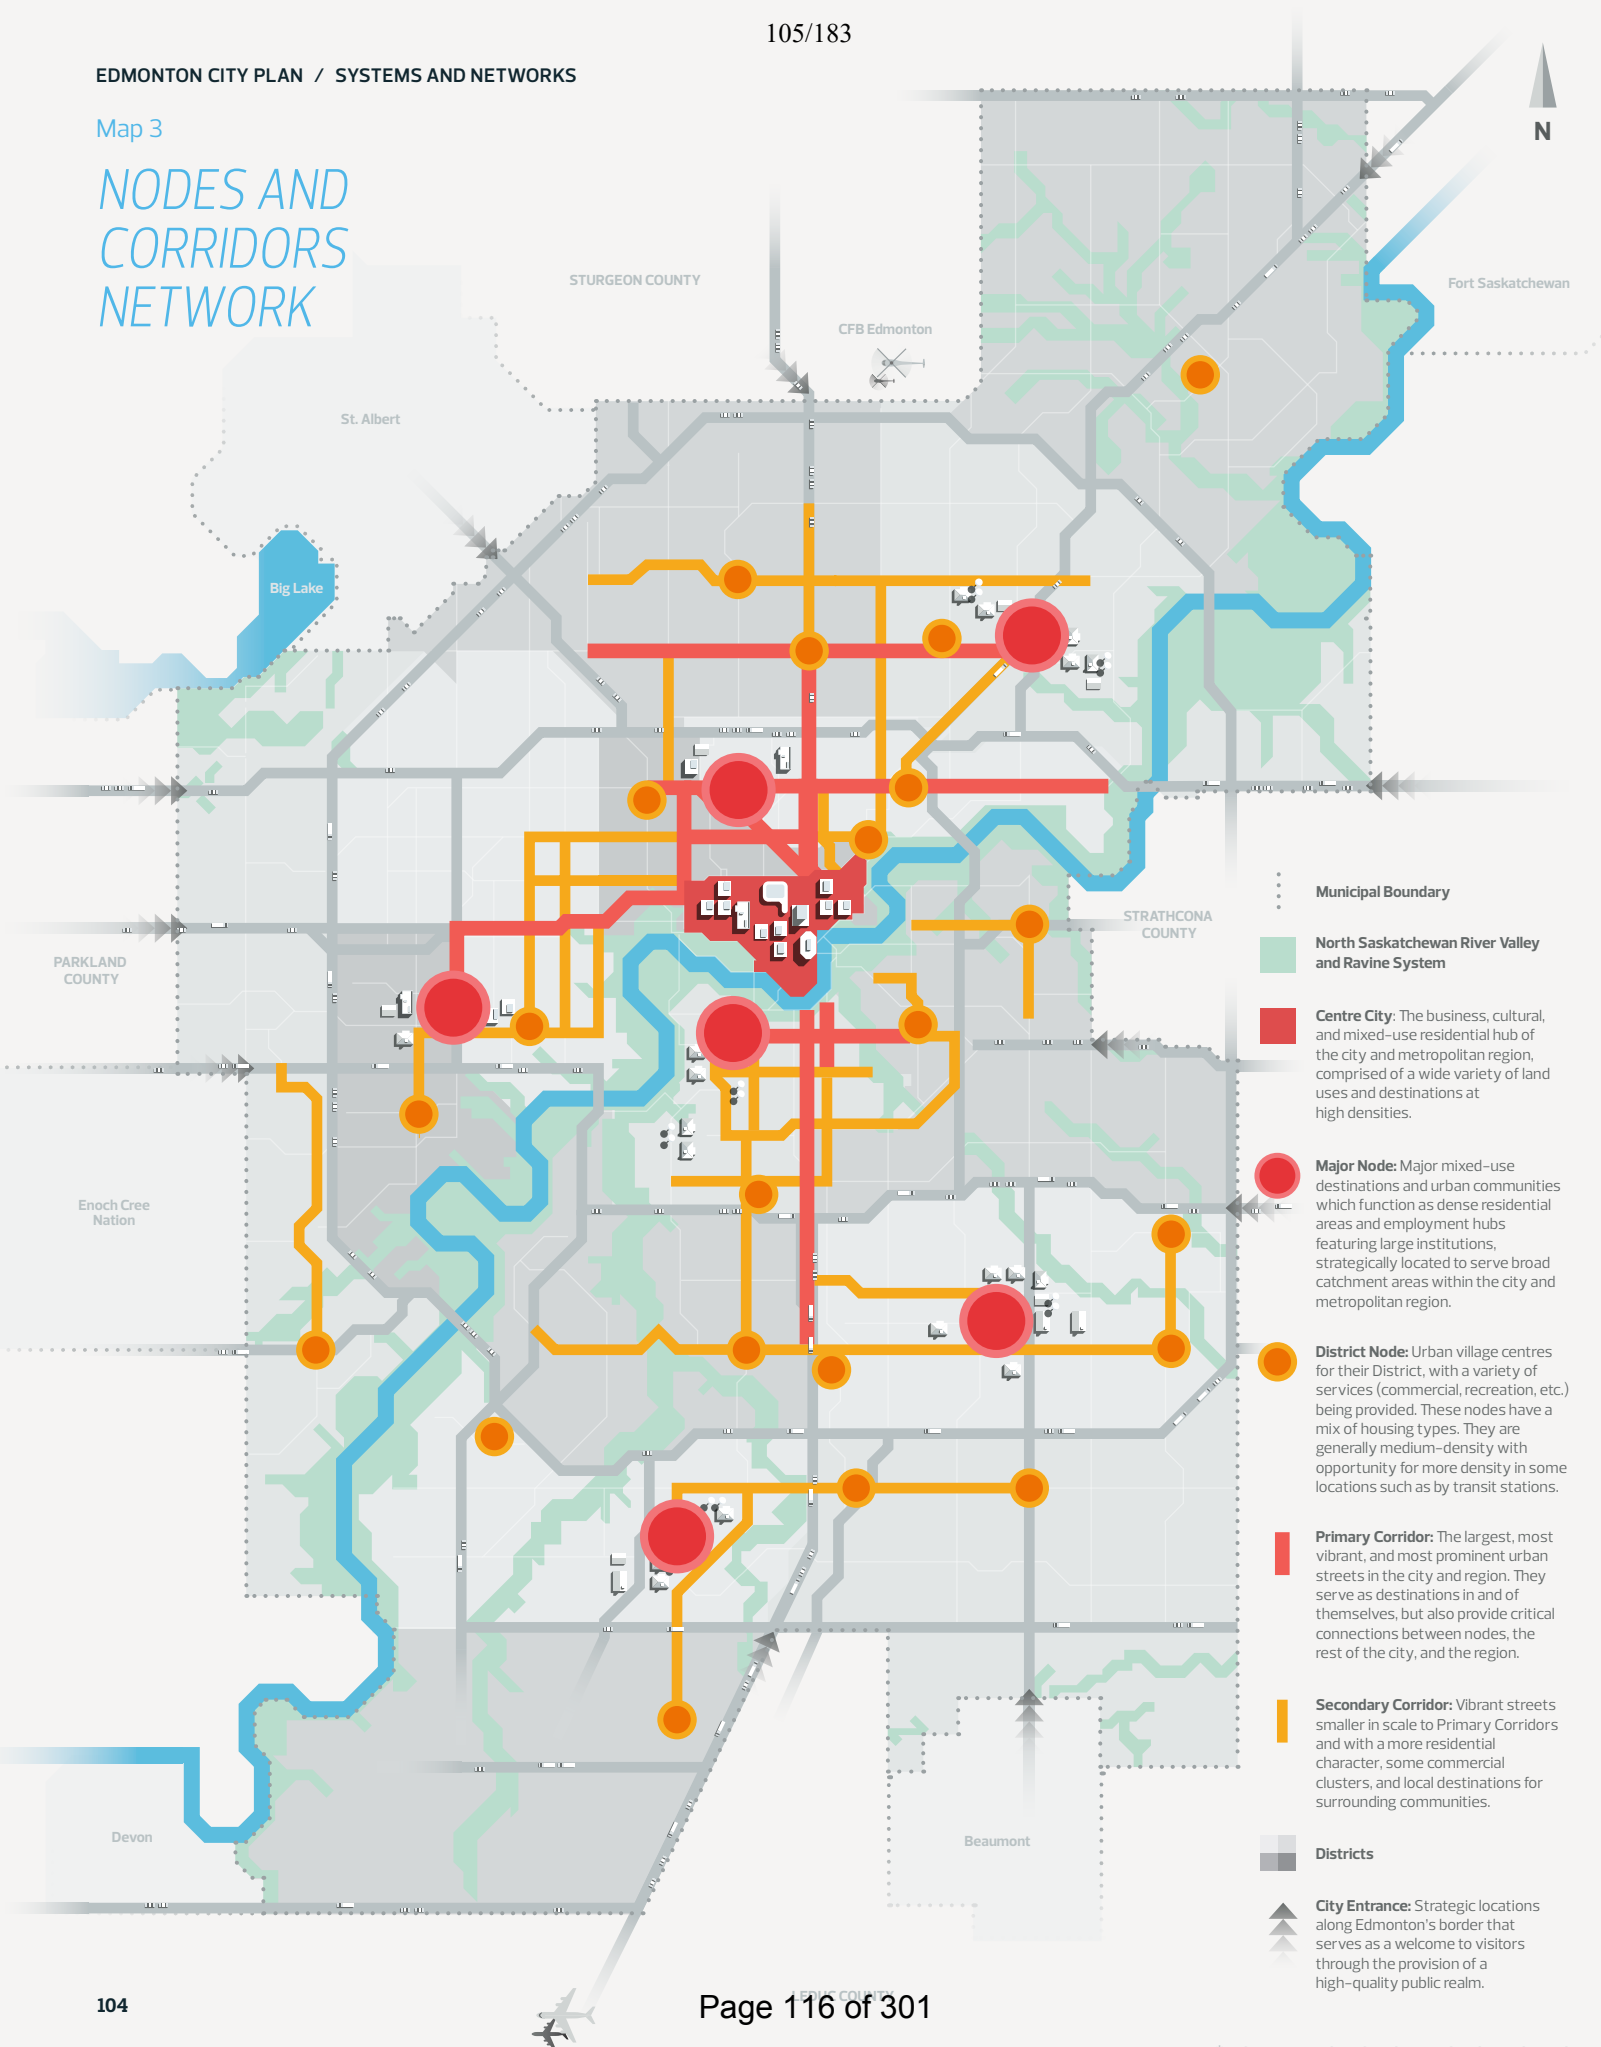 105/183
EDMONTON CITY PLAN / SYSTEMS AND NETWORKS
Map 3
NODES AND
CORRIDORS
NETWORK
N
STURGEON COUNTY
CFB Edmonton
Fort Saskatchewan
St. Albert
Big Lake
PARKLAND
COUNTY
STRATHCONA
COUNTY
Enoch Cree
Nation
Devon
Beaumont
LEDUC COUNTY
Municipal Boundary
North Saskatchewan River Valley
and Ravine System
Centre City: The business, cultural,
and mixed-use residential hub of
the city and metropolitan region,
comprised of a wide variety of land
uses and destinations at
high densities.
Major Node: Major mixed-use
destinations and urban communities
which function as dense residential
areas and employment hubs
featuring large institutions,
strategically located to serve broad
catchment areas within the city and
metropolitan region.
District Node: Urban village centres
for their District, with a variety of
services (commercial, recreation, etc.)
being provided. These nodes have a
mix of housing types. They are
generally medium-density with
opportunity for more density in some
locations such as by transit stations.
Primary Corridor: The largest, most
vibrant, and most prominent urban
streets in the city and region. They
serve as destinations in and of
themselves, but also provide critical
connections between nodes, the
rest of the city, and the region.
Secondary Corridor: Vibrant streets
smaller in scale to Primary Corridors
and with a more residential
character, some commercial
clusters, and local destinations for
surrounding communities.
Districts
City Entrance: Strategic locations
along Edmonton's border that
serves as a welcome to visitors
through the provision of a
high-quality public realm.
104
Page 116 of 301